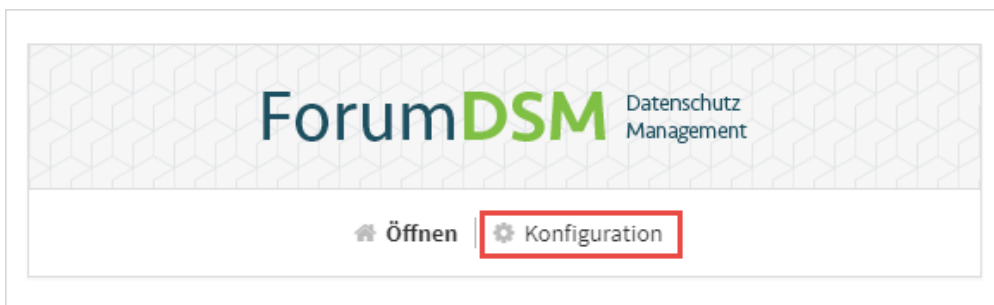 ForumDSM
Datenschutz
Management
Öffnen
Konfiguration